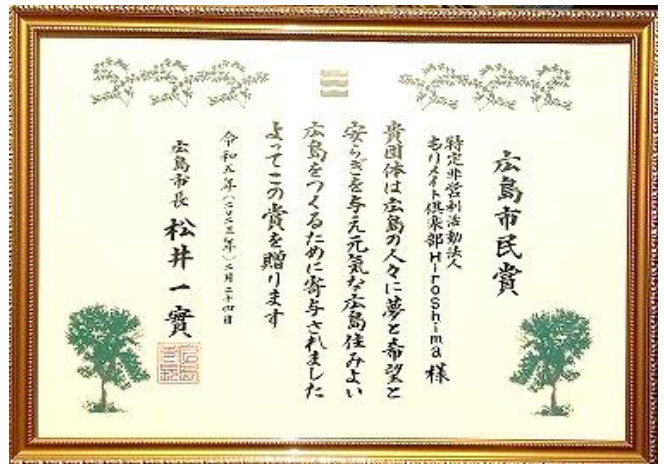 広島市民賞
特定非営利活動法人
もりメイト倶楽部Hiroshima 様
貴団体は広島の人々に夢と希望と
安らぎを与え元気な広島住みよい
広島をつくるために寄与されました
よってこの賞を贈ります
令和五年(二〇二三年)二月二十四日
広島市長 松井一實